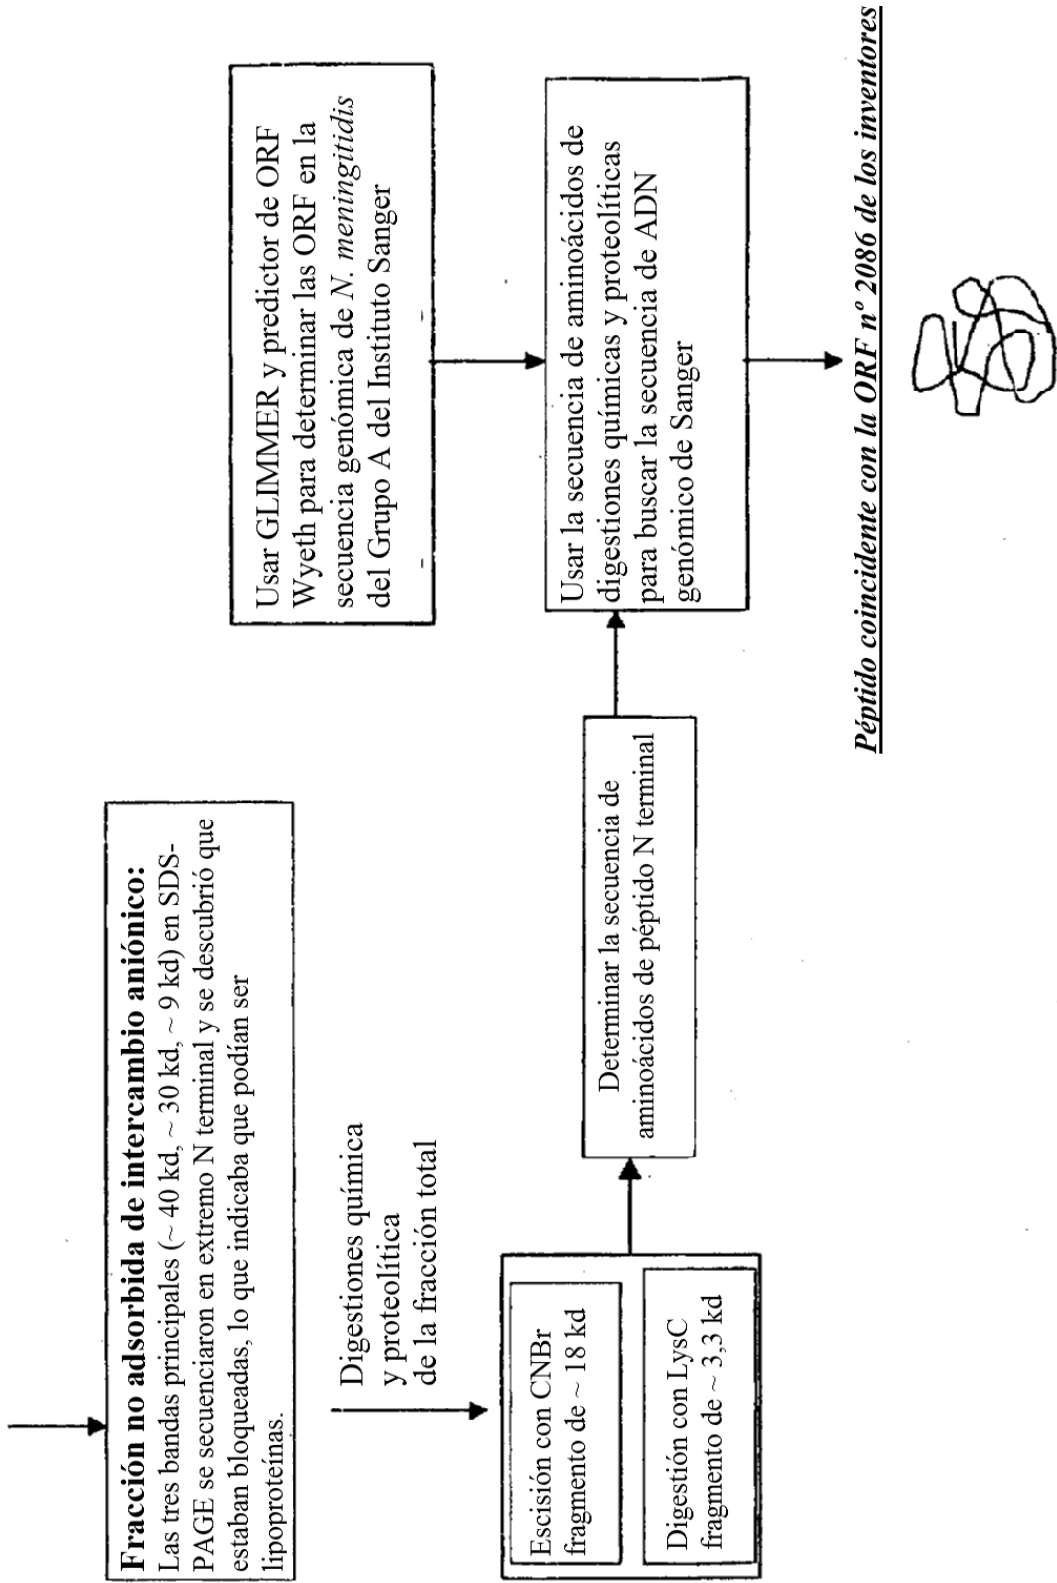 Fracción no adsorbida de intercambio aniónico:
Las tres bandas principales (~ 40 kd, ~ 30 kd, ~ 9 kd) en SDS-
PAGE se secuenciaron en extremo N terminal y se descubrió que
estaban bloqueadas, lo que indicaba que podían ser
lipoproteínas.
Digestiones química
y proteolítica
de la fracción total
Escisión con CNBr
fragmento de ~ 18 kd
Digestión con LysC
fragmento de ~ 3,3 kd
Determinar la secuencia de
aminoácidos de péptido N terminal
Usar GLIMMER y predictor de ORF
Wyeth para determinar las ORF en la
secuencia genómica de N. meningitidis
del Grupo A del Instituto Sanger
Usar la secuencia de aminoácidos de
digestiones químicas y proteolíticas
para buscar la secuencia de ADN
genómico de Sanger
Péptido coincidente con la ORF nº 2086 de los inventores